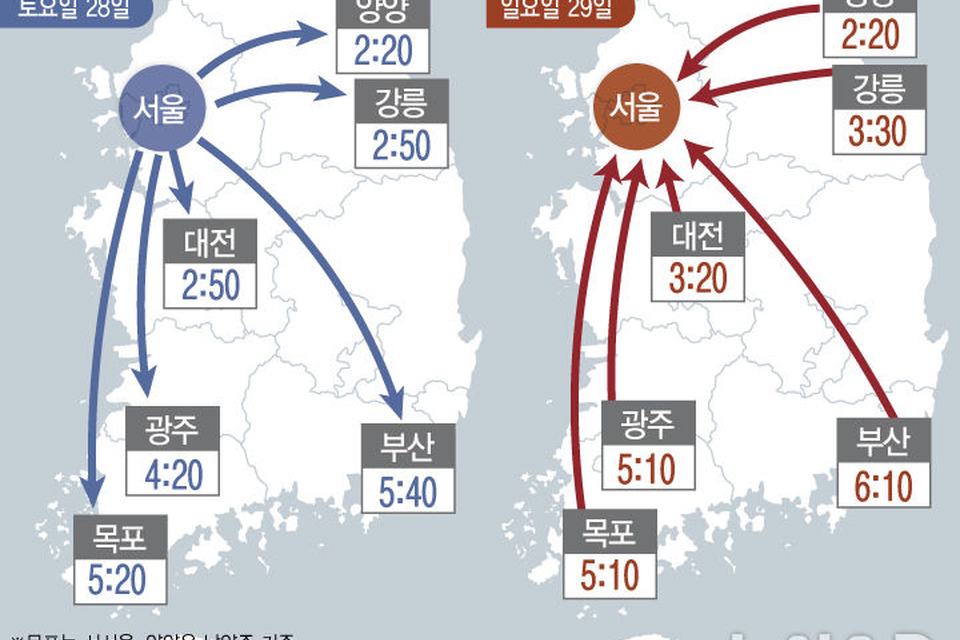 토요일 28일
양양
2:20
서울
강릉
2:50
대전
2:50
광주
4:20
부산
5:40
목포
5:20
일요일 29일
2:20
서울
강릉
3:30
대전
3:20
광주
5:10
부산
6:10
목포
5:10